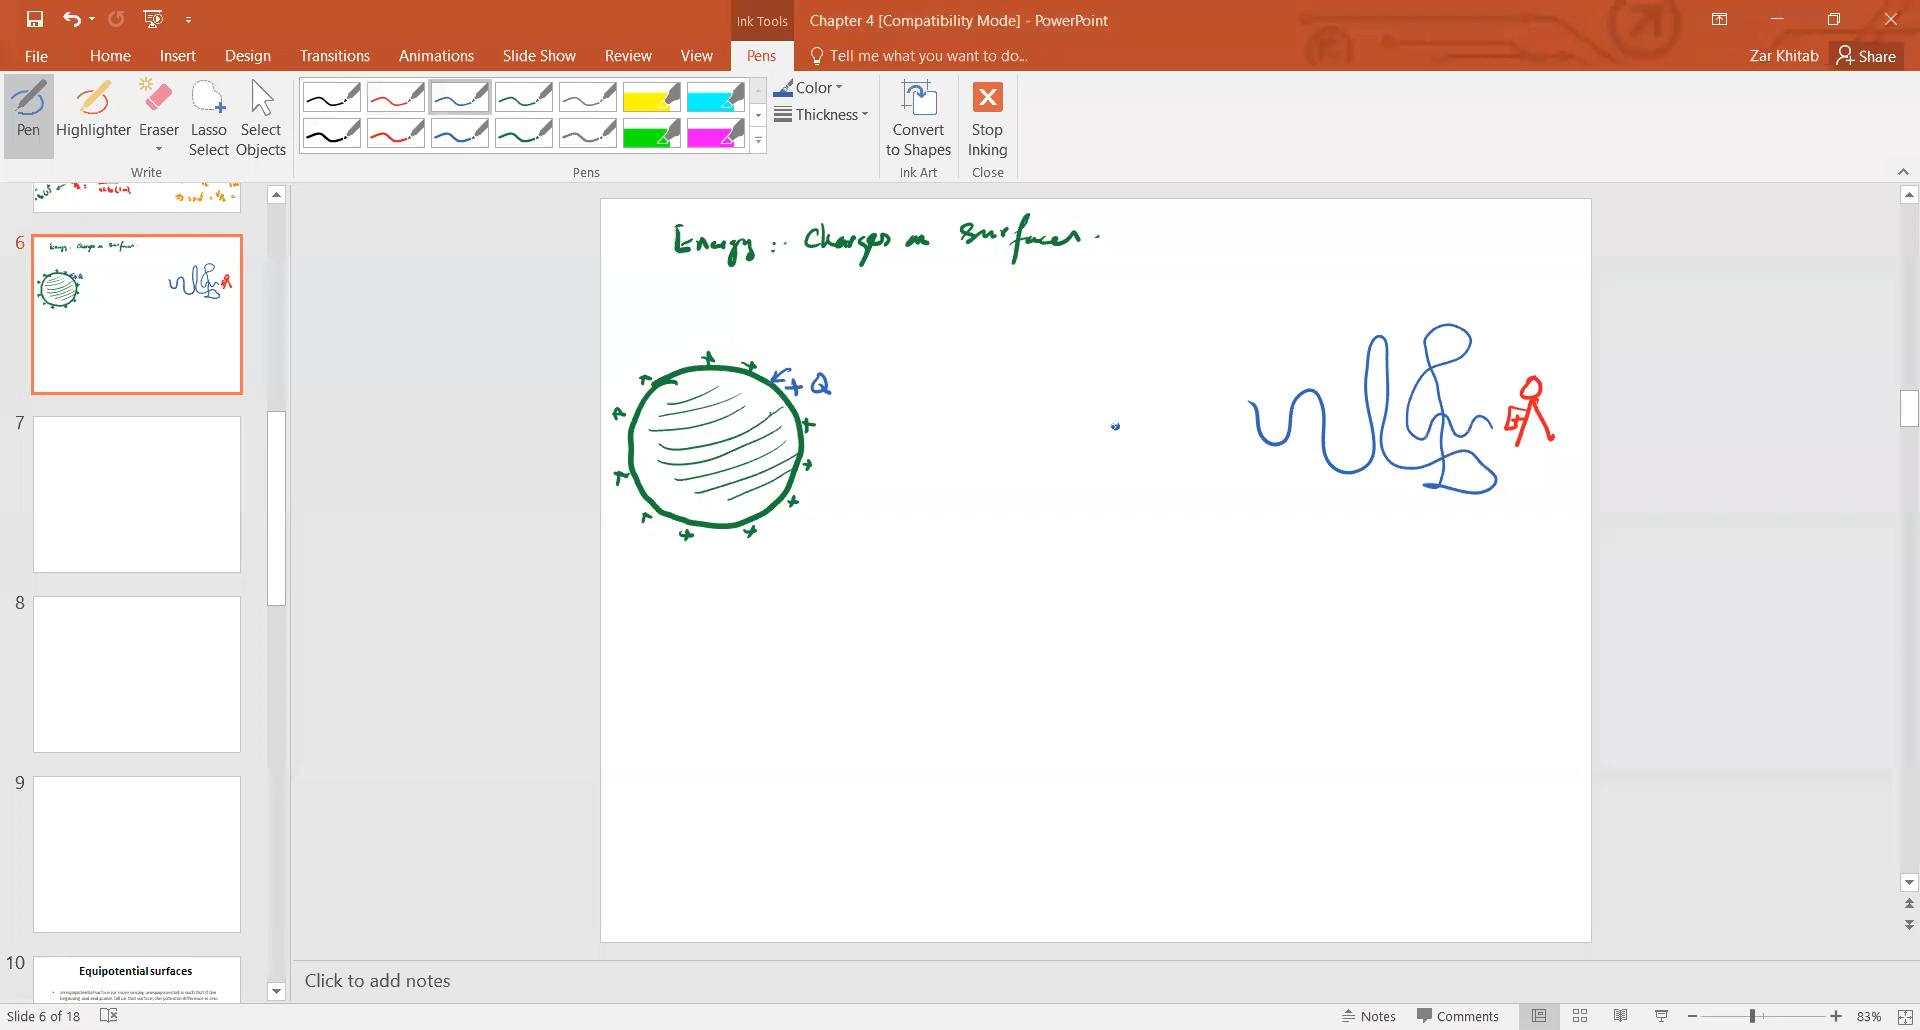 Ink Tools
Chapter 4 [Compatibility Mode] - PowerPoint
File Home Insert Design Transitions Animations Slide Show Review View Pens Tell me what you want to do...
Zar Khitab Share
Pen Highlighter Eraser Lasso Select Select Objects
Color
Thickness
Convert to Shapes
Stop Inking
Write Pens Ink Art Close
6
7
8
9
10
Equipotential surfaces
Energy : Charges on Surfaces.
+ Q
Click to add notes
Slide 6 of 18
Notes Comments 83%